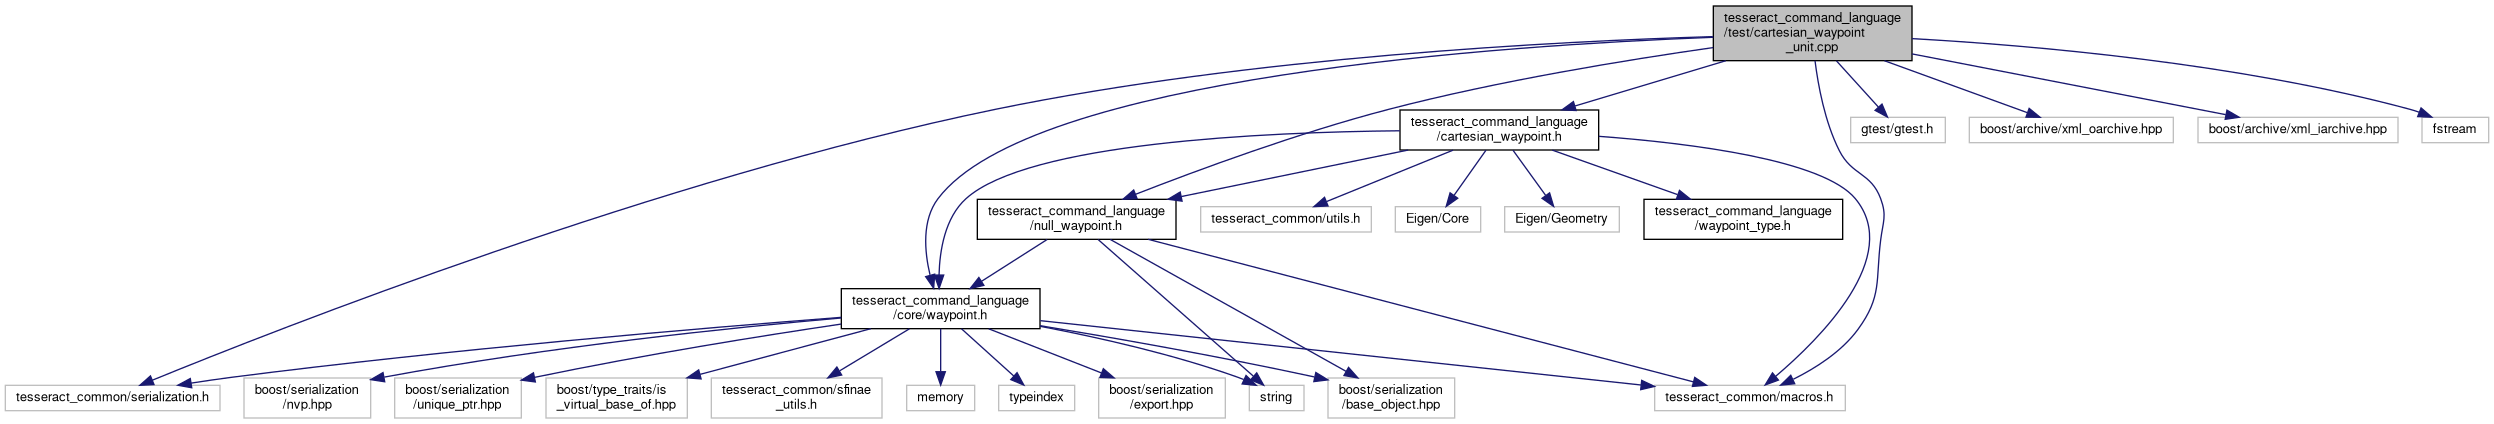 tesseract_command_language
/test/cartesian_waypoint
_unit.cpp
tesseract_command_language
/cartesian_waypoint.h
gtest/gtest.h
boost/archive/xml_oarchive.hpp
boost/archive/xml_iarchive.hpp
fstream
tesseract_command_language
/null_waypoint.h
tesseract_common/utils.h
Eigen/Core
Eigen/Geometry
tesseract_command_language
/waypoint_type.h
tesseract_command_language
/core/waypoint.h
tesseract_common/serialization.h
boost/serialization
/nvp.hpp
boost/serialization
/unique_ptr.hpp
boost/type_traits/is
_virtual_base_of.hpp
tesseract_common/sfinae
_utils.h
memory
typeindex
boost/serialization
/export.hpp
string
boost/serialization
/base_object.hpp
tesseract_common/macros.h